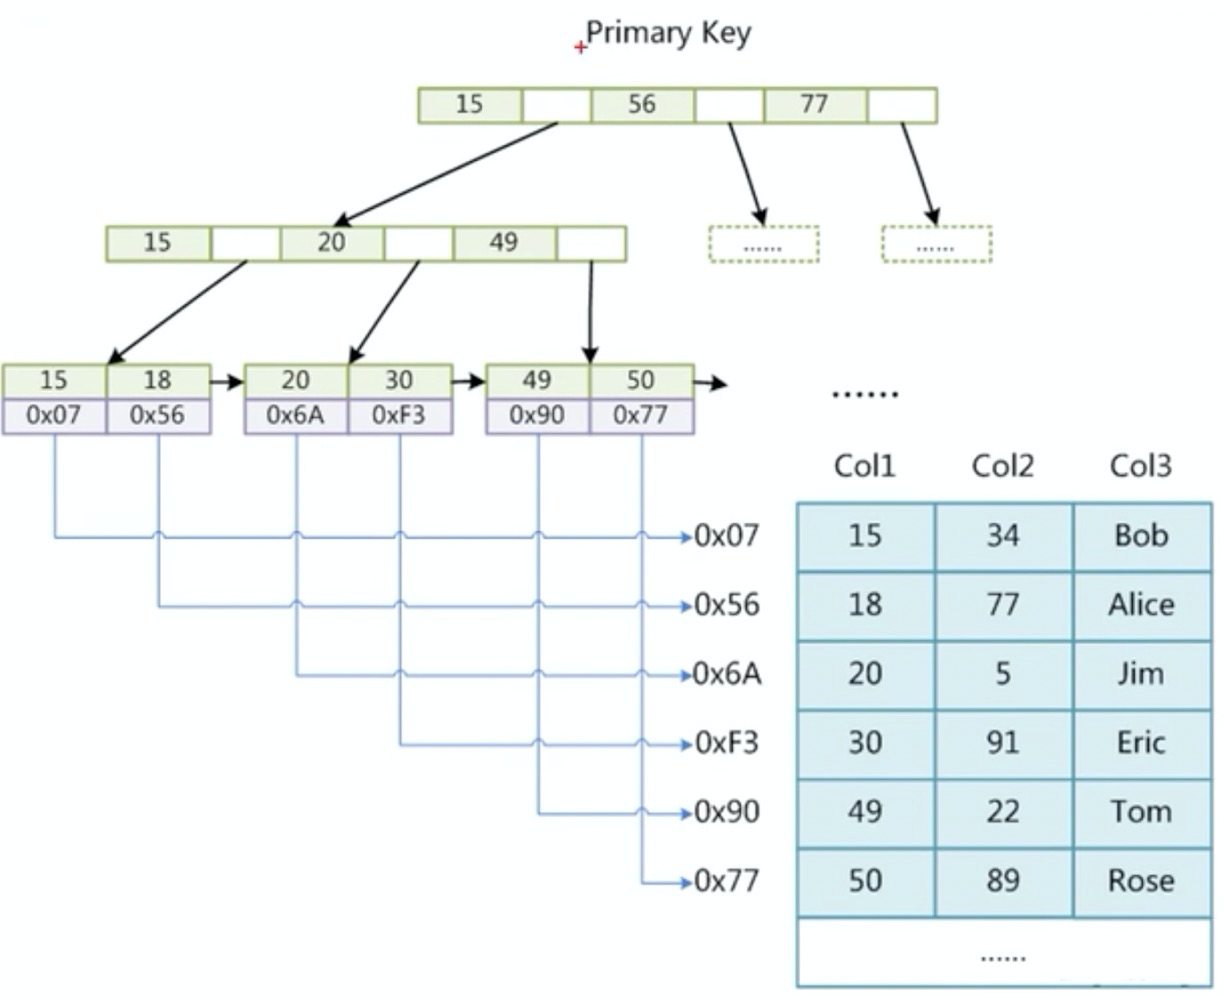 Primary Key
15 56 77
15 20 49
...... ......
15 18 20 30 49 50
0x07 0x56 0x6A 0xF3 0x90 0x77
......
Col1 Col2 Col3
0x07 15 34 Bob
0x56 18 77 Alice
0x6A 20 5 Jim
0xF3 30 91 Eric
0x90 49 22 Tom
0x77 50 89 Rose
......